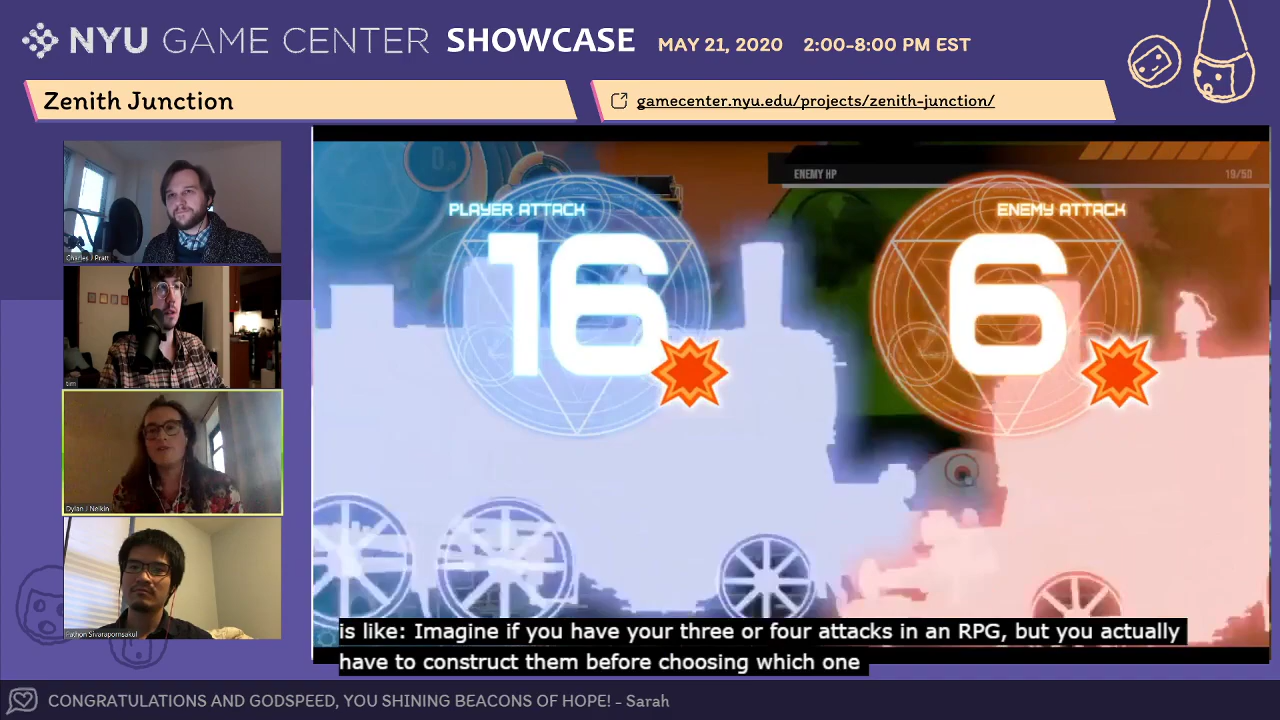 NYU GAME CENTER SHOWCASE MAY 21, 2020 2:00-8:00 PM EST
Zenith Junction
gamecenter.nyu.edu/projects/zenith-junction/
ENEMY HP 19/50
PLAYER ATTACK
16
ENEMY ATTACK
6
Charles J Pratt
tim
Dylan J Nelkin
Pathon Sivarapornsakul
is like: Imagine if you have your three or four attacks in an RPG, but you actually
have to construct them before choosing which one
CONGRATULATIONS AND GODSPEED, YOU SHINING BEACONS OF HOPE! - Sarah